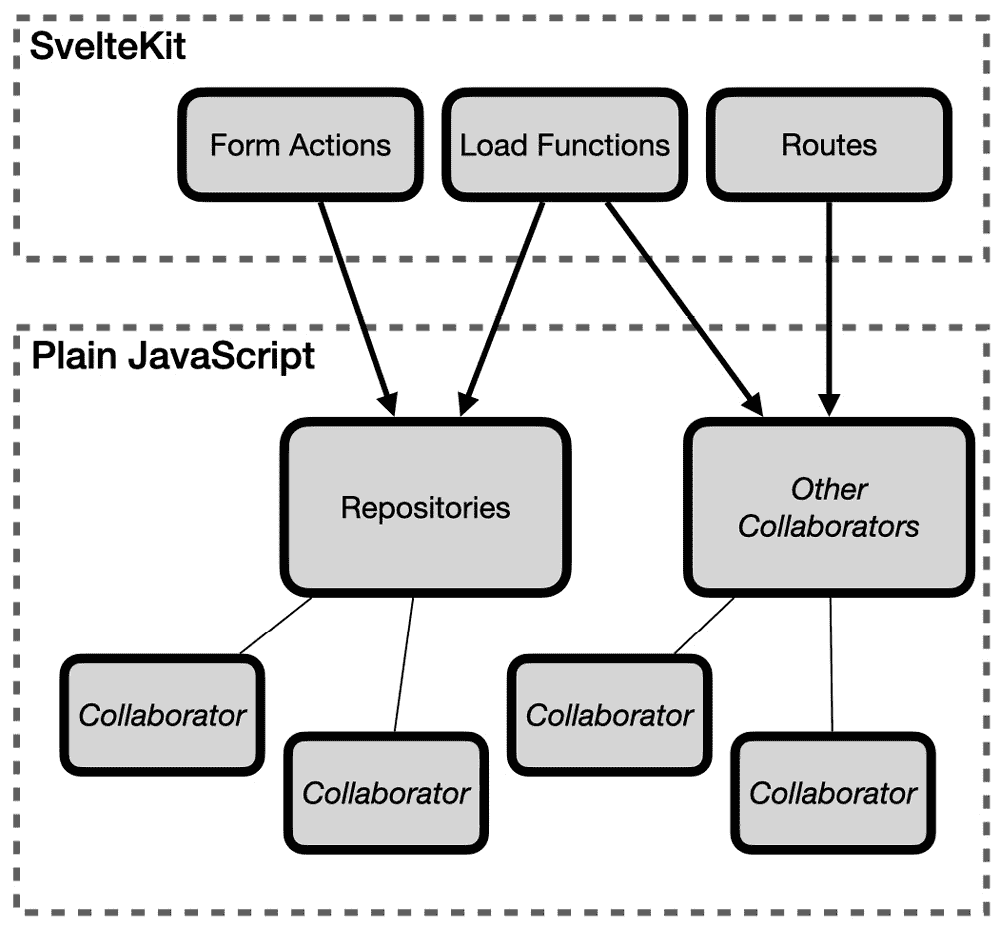 SvelteKit
Form Actions
Load Functions
Routes
Plain JavaScript
Repositories
Other
Collaborators
Collaborator
Collaborator
Collaborator
Collaborator